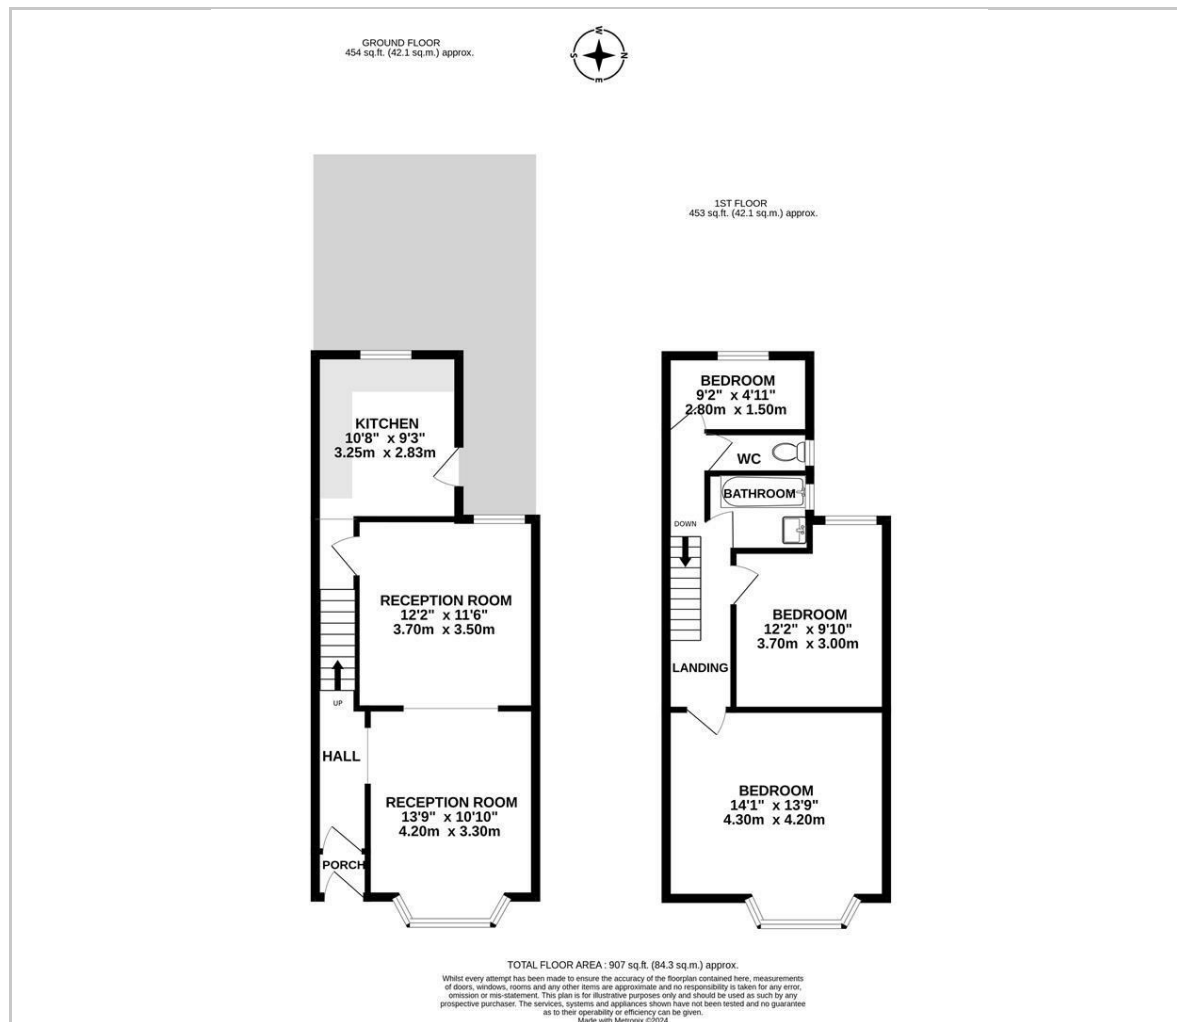 GROUND FLOOR
454 sq.ft. (42.1 sq.m.) approx.
W
S
N
E
1ST FLOOR
453 sq.ft. (42.1 sq.m.) approx.
KITCHEN
10'8" x 9'3"
3.25m x 2.83m
RECEPTION ROOM
12'2" x 11'6"
3.70m x 3.50m
UP
HALL
RECEPTION ROOM
13'9" x 10'10"
4.20m x 3.30m
PORCH
BEDROOM
9'2" x 4'11"
2.80m x 1.50m
WC
BATHROOM
DOWN
BEDROOM
12'2" x 9'10"
3.70m x 3.00m
LANDING
BEDROOM
14'1" x 13'9"
4.30m x 4.20m
TOTAL FLOOR AREA : 907 sq.ft. (84.3 sq.m.) approx.
Whilst every attempt has been made to ensure the accuracy of the floorplan contained here, measurements
of doors, windows, rooms and any other items are approximate and no responsibility is taken for any error,
omission or mis-statement. This plan is for illustrative purposes only and should be used as such by any
prospective purchaser. The services, systems and appliances shown have not been tested and no guarantee
as to their operability or efficiency can be given.
Made with Metropix ©2024